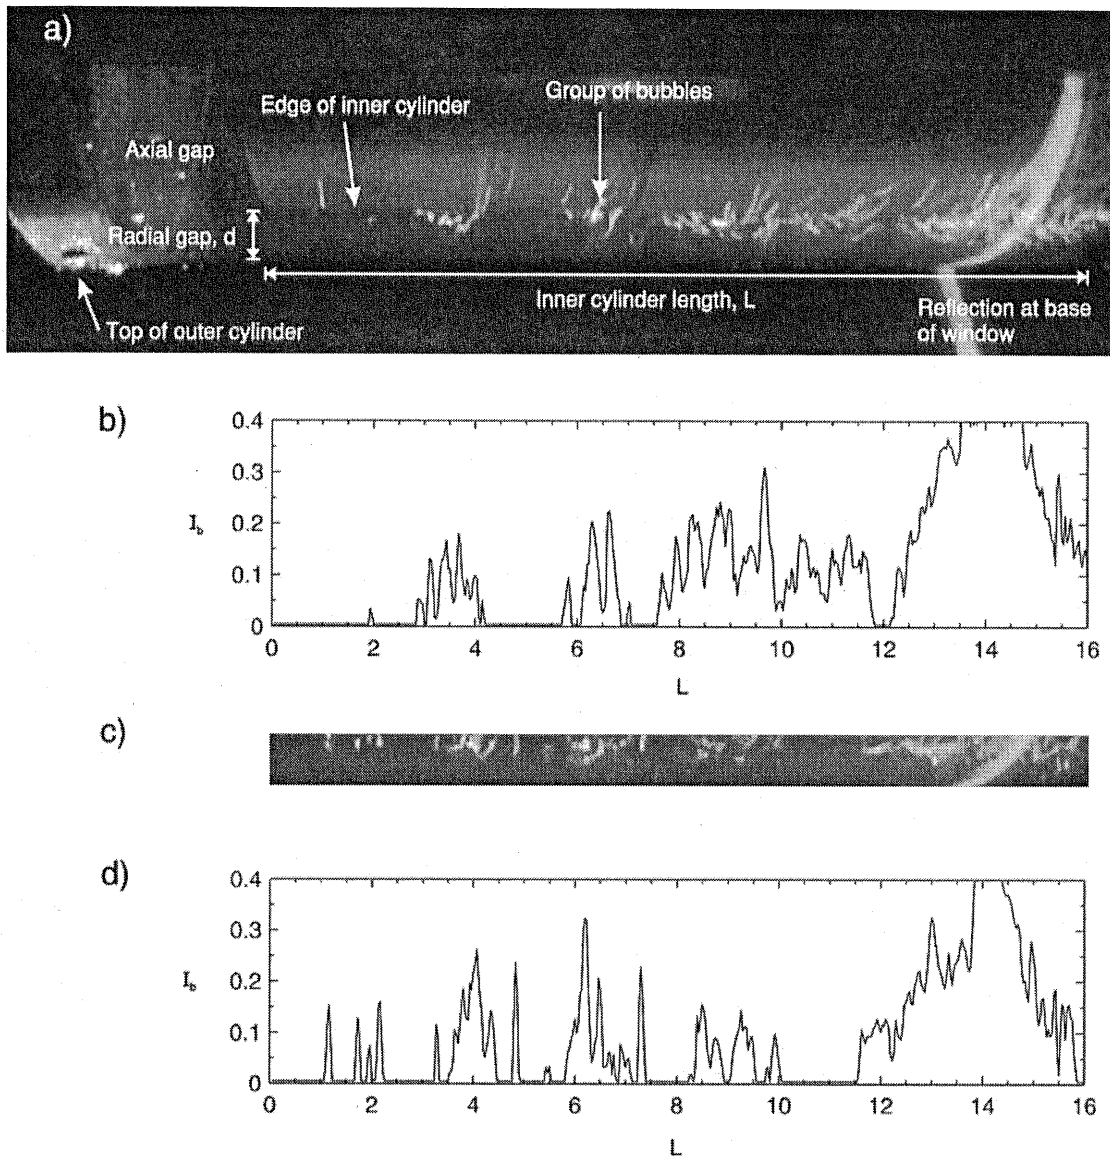 a)
Edge of inner cylinder
Group of bubbles
Axial gap
Radial gap, d
Inner cylinder length, L
Top of outer cylinder
Reflection at base
of window
b)
0.4
0.3
I_b
0.2
0.1
0
0 2 4 6 8 10 12 14 16
L
c)
d)
0.4
0.3
I_b
0.2
0.1
0
0 2 4 6 8 10 12 14 16
L